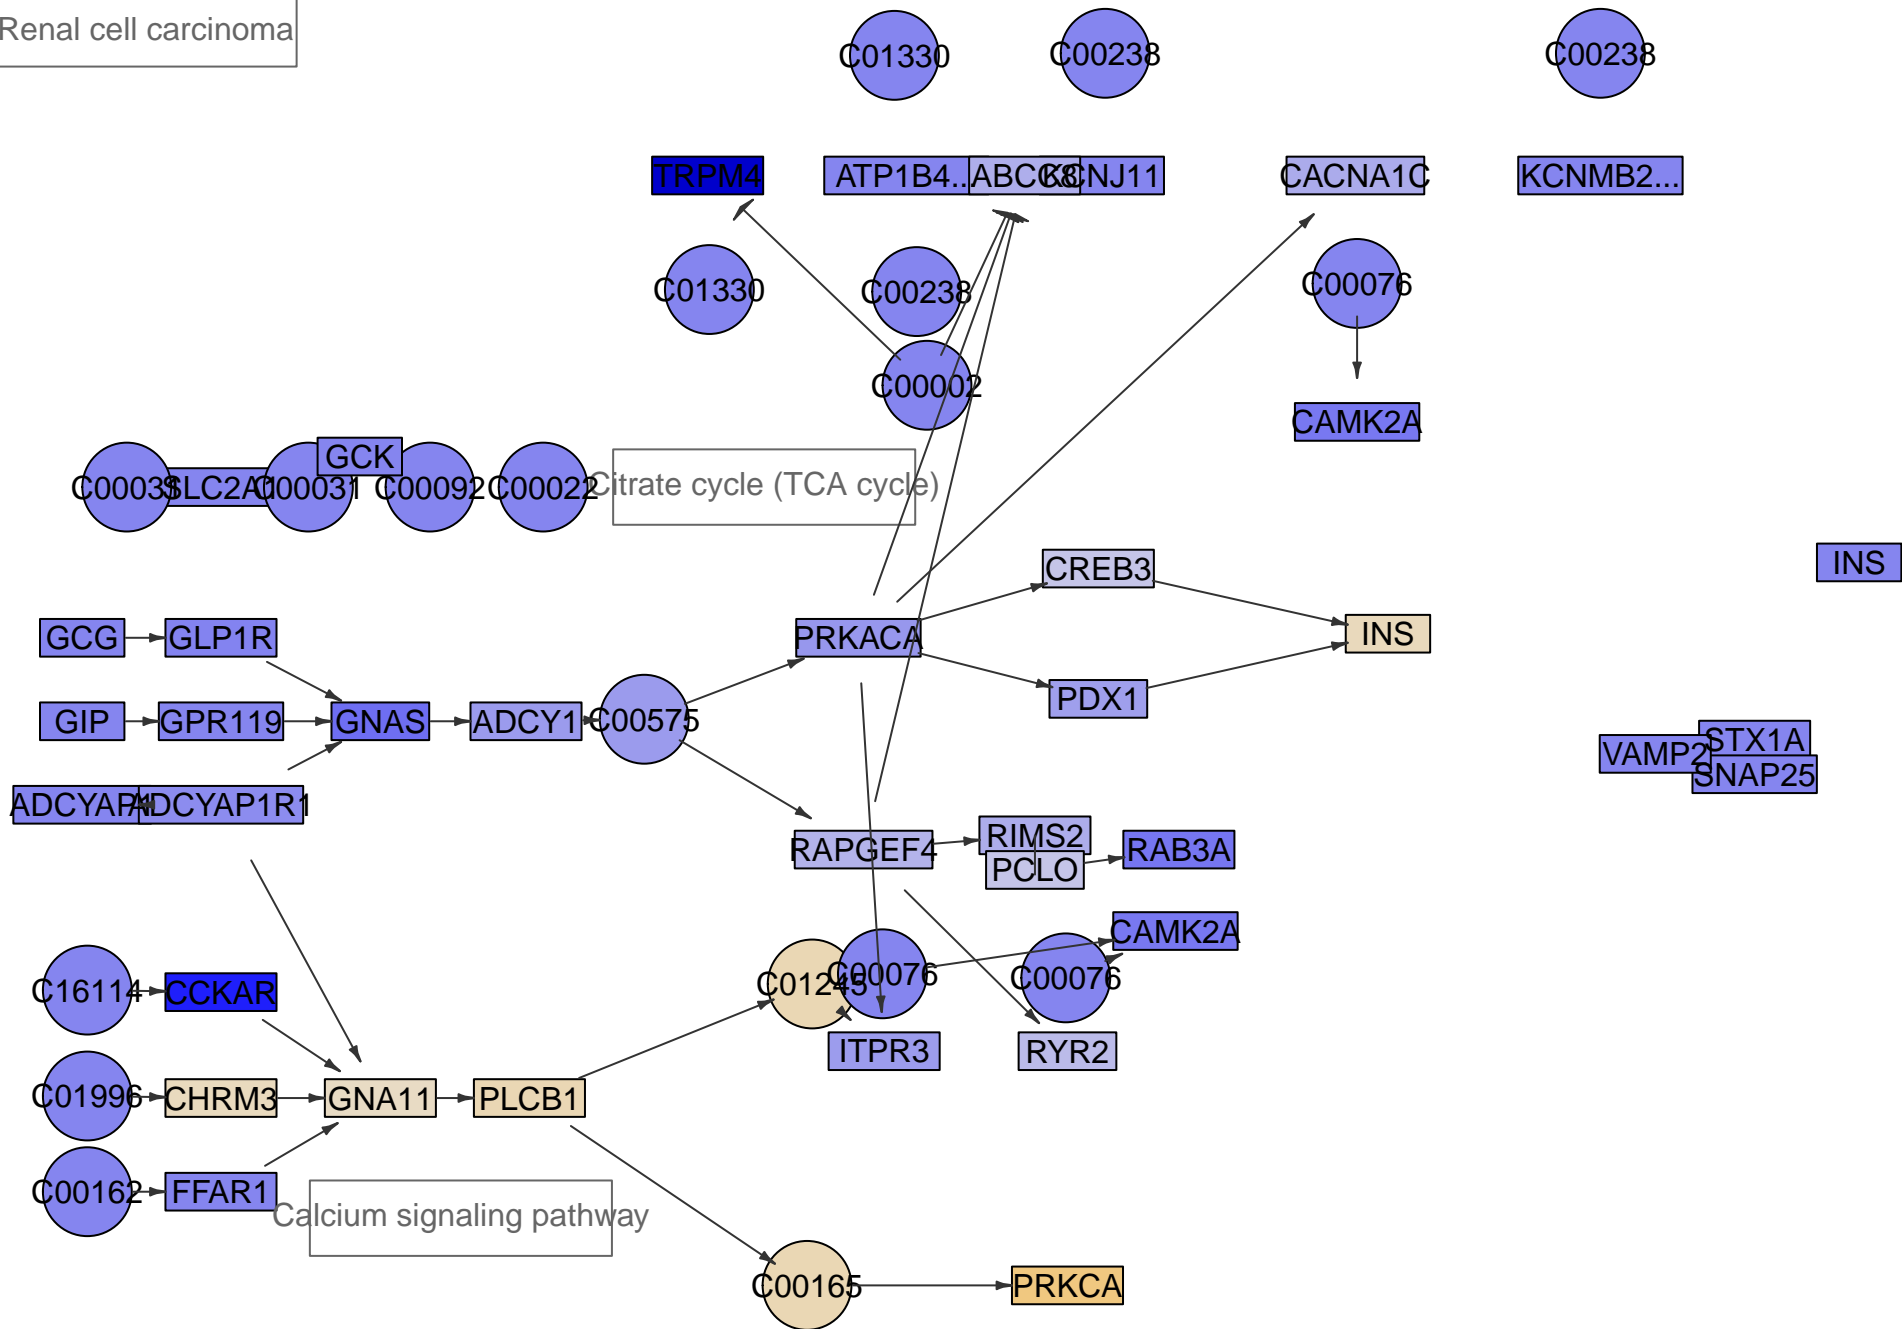 Renal cell carcinoma
C01330
C00238
C00238
TRPM4
ATP1B4...
ABCC8
KCNJ11
CACNA1C
KCNMB2...
C01330
C00238
C00076
C00002
CAMK2A
GCK
C00031
SLC2A1
C00031
C00092
C00022
Citrate cycle (TCA cycle)
CREB3
INS
GCG
GLP1R
PRKACA
INS
PDX1
GIP
GPR119
GNAS
ADCY1
C00575
STX1A
VAMP2
SNAP25
ADCYAP1
ADCYAP1R1
RIMS2
RAPGEF4
RAB3A
PCLO
CAMK2A
C16114
CCKAR
C01245
C00076
C00076
ITPR3
RYR2
C01996
CHRM3
GNA11
PLCB1
C00162
FFAR1
Calcium signaling pathway
C00165
PRKCA